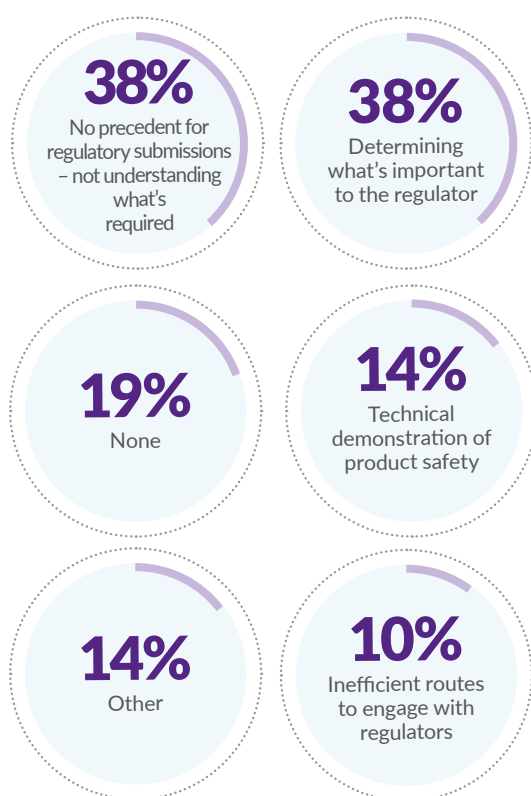 38%
No precedent for
regulatory submissions
– not understanding
what's
required
38%
Determining
what's important
to the regulator
19%
None
14%
Technical
demonstration of
product safety
14%
Other
10%
Inefficient routes
to engage with
regulators